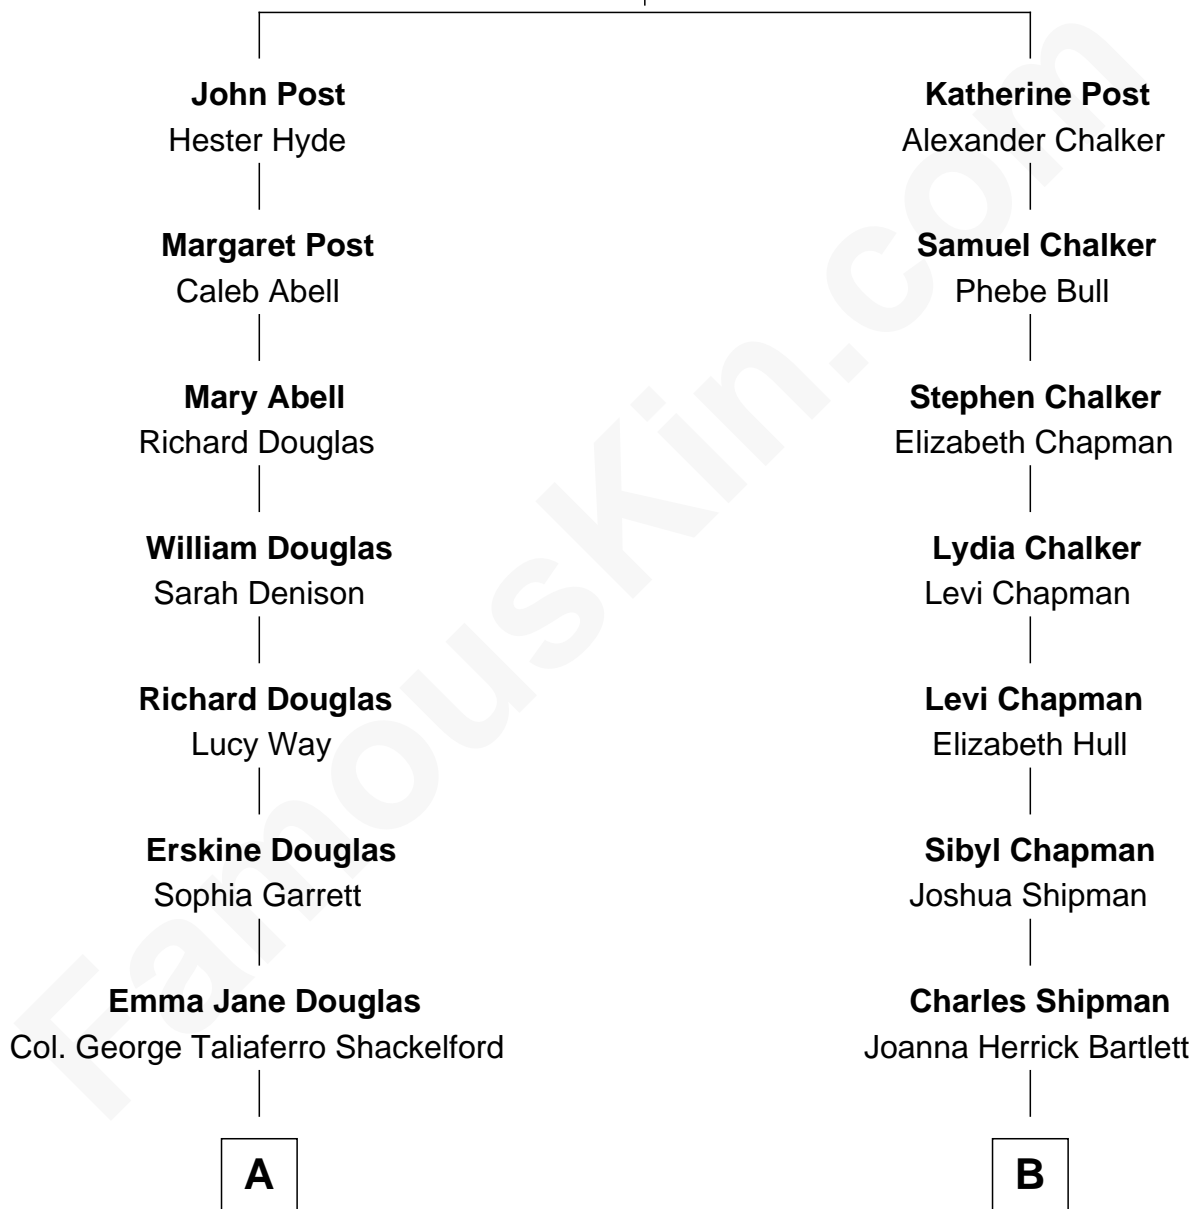 John Post
Hester Hyde
Margaret Post
Caleb Abell
Mary Abell
Richard Douglas
William Douglas
Sarah Denison
Richard Douglas
Lucy Way
Erskine Douglas
Sophia Garrett
Emma Jane Douglas
Col. George Taliaferro Shackelford
A
Katherine Post
Alexander Chalker
Samuel Chalker
Phebe Bull
Stephen Chalker
Elizabeth Chapman
Lydia Chalker
Levi Chapman
Levi Chapman
Elizabeth Hull
Sibyl Chapman
Joshua Shipman
Charles Shipman
Joanna Herrick Bartlett
B
FamousKin.com